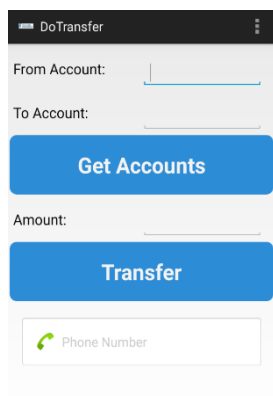 DoTransfer
From Account:
To Account:
Get Accounts
Amount:
Transfer
Phone Number